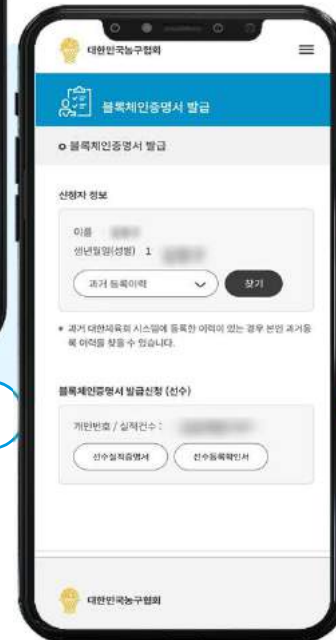 대한민국농구협회
블록체인증명서 발급
블록체인증명서 발급
신청자 정보
이름
생년월일(성별) 1
과거 등록이력
찾기
* 과거 대한체육회 시스템에 등록한 이력이 있는 경우 본인 과거등
록 이력을 찾을 수 있습니다.
블록체인증명서 발급신청 (선수)
개인번호 / 실적건수 :
선수실적증명서
선수등록확인서
대한민국농구협회